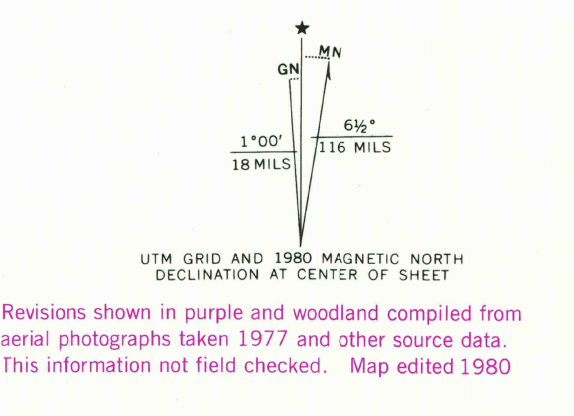 ★
MN
GN
6½°
1°00′
116 MILS
18 MILS
UTM GRID AND 1980 MAGNETIC NORTH
DECLINATION AT CENTER OF SHEET
Revisions shown in purple and woodland compiled from
aerial photographs taken 1977 and other source data.
This information not field checked. Map edited 1980